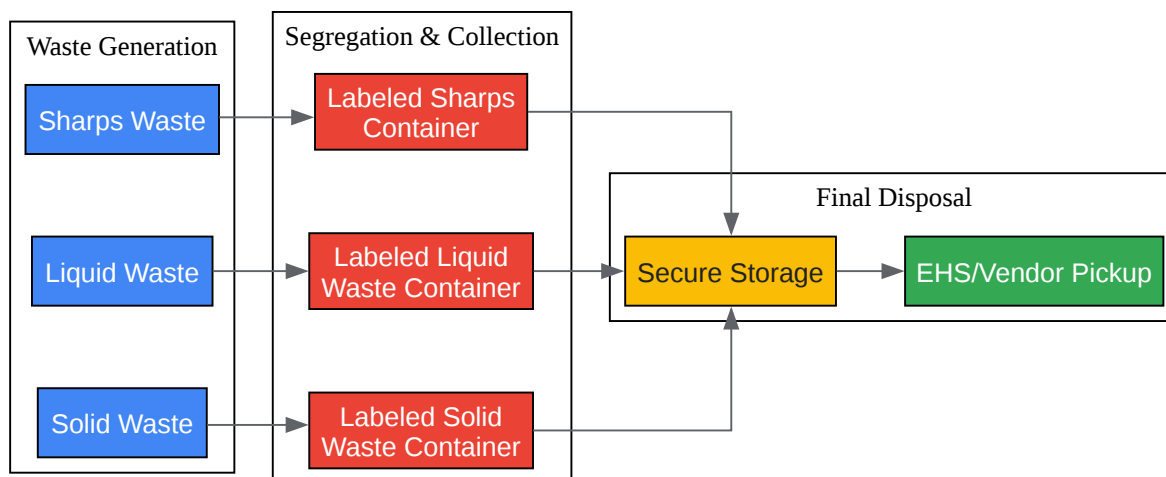 Waste Generation
Sharps Waste
Liquid Waste
Solid Waste
Segregation & Collection
Labeled Sharps
Container
Labeled Liquid
Waste Container
Labeled Solid
Waste Container
Final Disposal
Secure Storage
EHS/Vendor Pickup